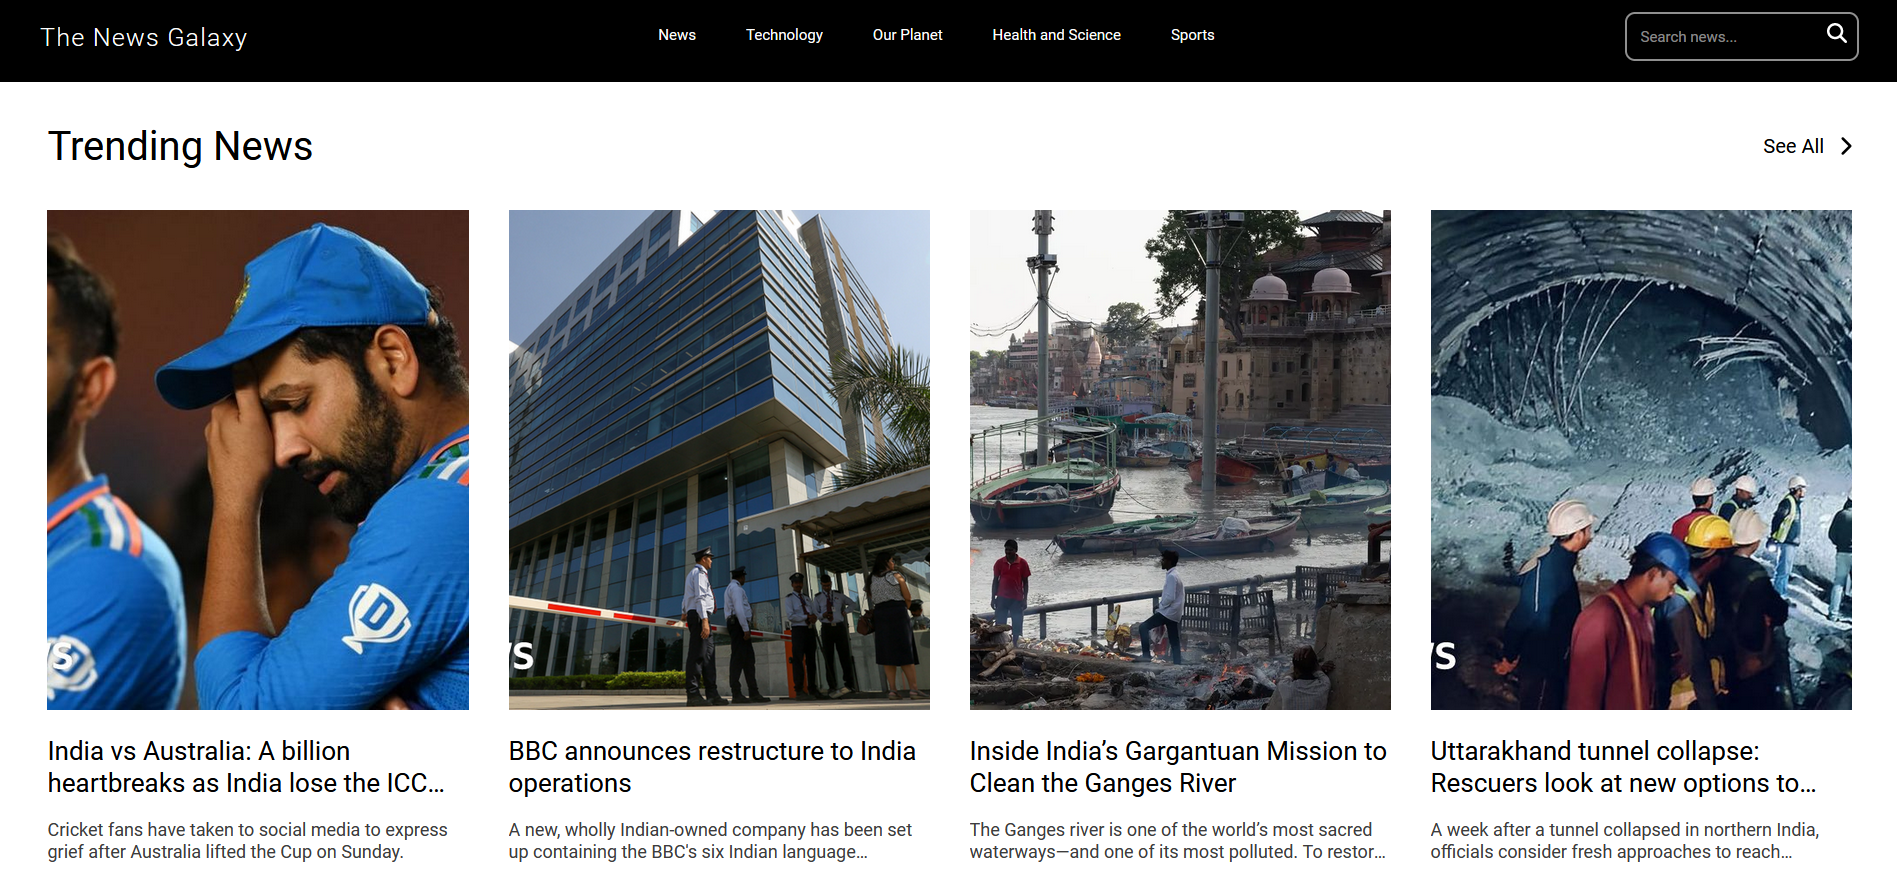 The News Galaxy
News
Technology
Our Planet
Health and Science
Sports
Search news...
Trending News
See All
D
S
S
S
India vs Australia: A billion
heartbreaks as India lose the ICC...
Cricket fans have taken to social media to express
grief after Australia lifted the Cup on Sunday.
BBC announces restructure to India
operations
A new, wholly Indian-owned company has been set
up containing the BBC's six Indian language...
Inside India’s Gargantuan Mission to
Clean the Ganges River
The Ganges river is one of the world’s most sacred
waterways—and one of its most polluted. To restor...
Uttarakhand tunnel collapse:
Rescuers look at new options to...
A week after a tunnel collapsed in northern India,
officials consider fresh approaches to reach...